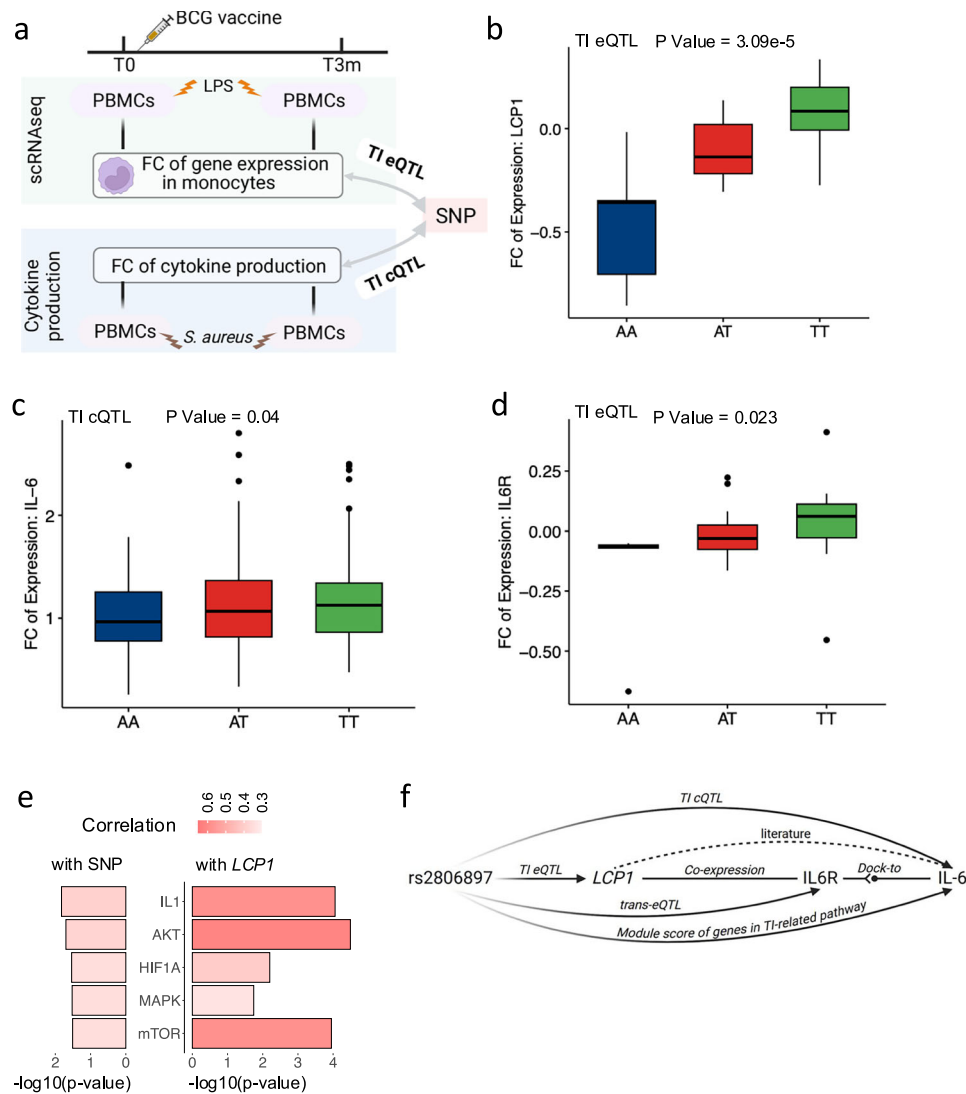 a
BCG vaccine
T0
T3m
scRNAseq
PBMCs
LPS
PBMCs
FC of gene expression
in monocytes
TI eQTL
SNP
Cytokine
production
FC of cytokine production
TI cQTL
PBMCs
S. aureus
PBMCs
b
TI eQTL P Value = 3.09e-5
FC of Expression: LCP1
0.0
−0.5
AA AT TT
c
TI cQTL P Value = 0.04
FC of Expression: IL−6
2
1
AA AT TT
d
TI eQTL P Value = 0.023
FC of Expression: IL6R
0.25
0.00
−0.25
−0.50
AA AT TT
e
Correlation
0.6 0.5 0.4 0.3
with SNP
with LCP1
IL1
AKT
HIF1A
MAPK
mTOR
2 1 0
0 1 2 3 4
-log10(p-value)
-log10(p-value)
f
TI cQTL
literature
rs2806897
TI eQTL
LCP1
Co-expression
IL6R
Dock-to
IL-6
trans-eQTL
Module score of genes in TI-related pathway